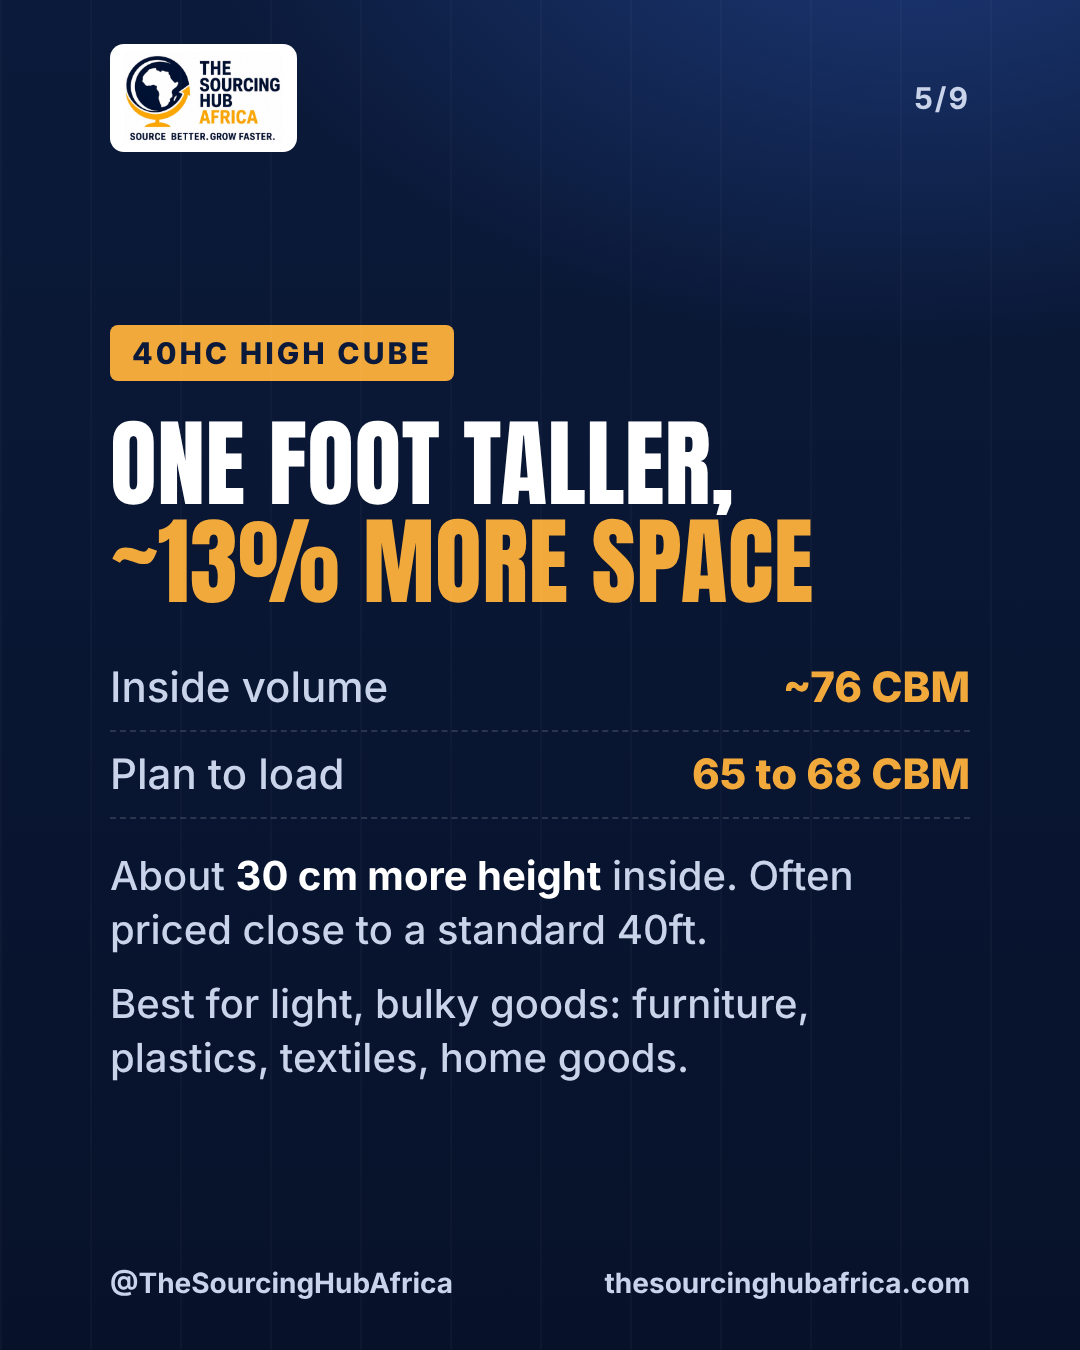 THE
SOURCING
HUB
AFRICA
SOURCE BETTER. GROW FASTER.
5/9
40HC HIGH CUBE
ONE FOOT TALLER,
~13% MORE SPACE
Inside volume ~76 CBM
Plan to load 65 to 68 CBM
About 30 cm more height inside. Often
priced close to a standard 40ft.
Best for light, bulky goods: furniture,
plastics, textiles, home goods.
@TheSourcingHubAfrica thesourcinghubafrica.com